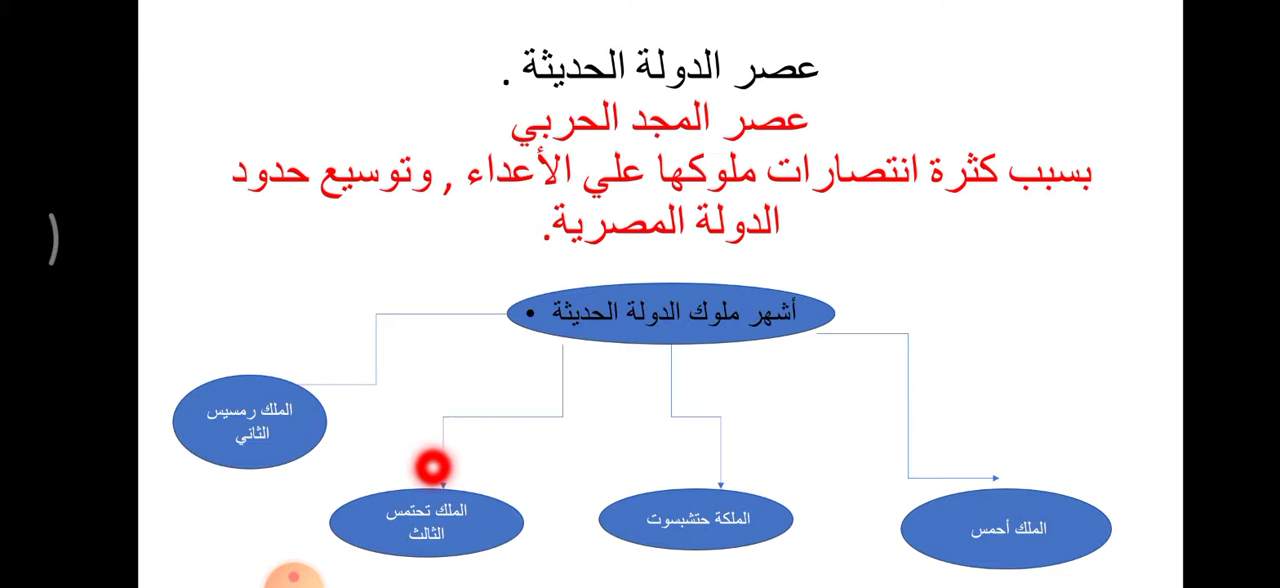 عصر الدولة الحديثة .
عصر المجد الحربي
بسبب كثرة انتصارات ملوكها علي الأعداء , وتوسيع حدود
الدولة المصرية.
• أشهر ملوك الدولة الحديثة
الملك رمسيس
الثاني
الملك تحتمس
الثالث
الملكة حتشبسوت
الملك أحمس